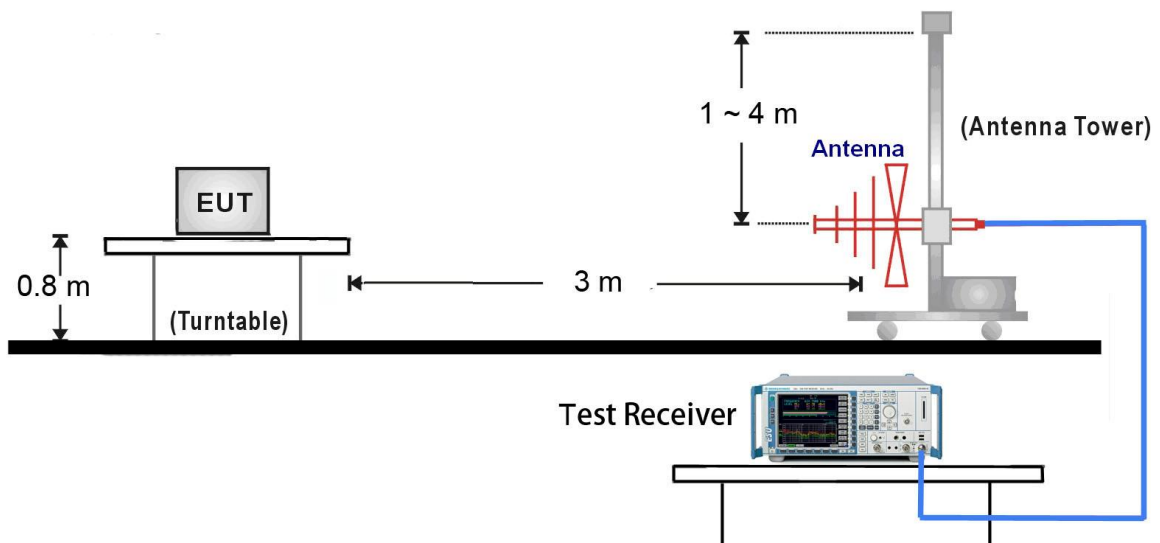 1 ~ 4 m
(Antenna Tower)
Antenna
EUT
0.8 m
3 m
(Turntable)
Test Receiver